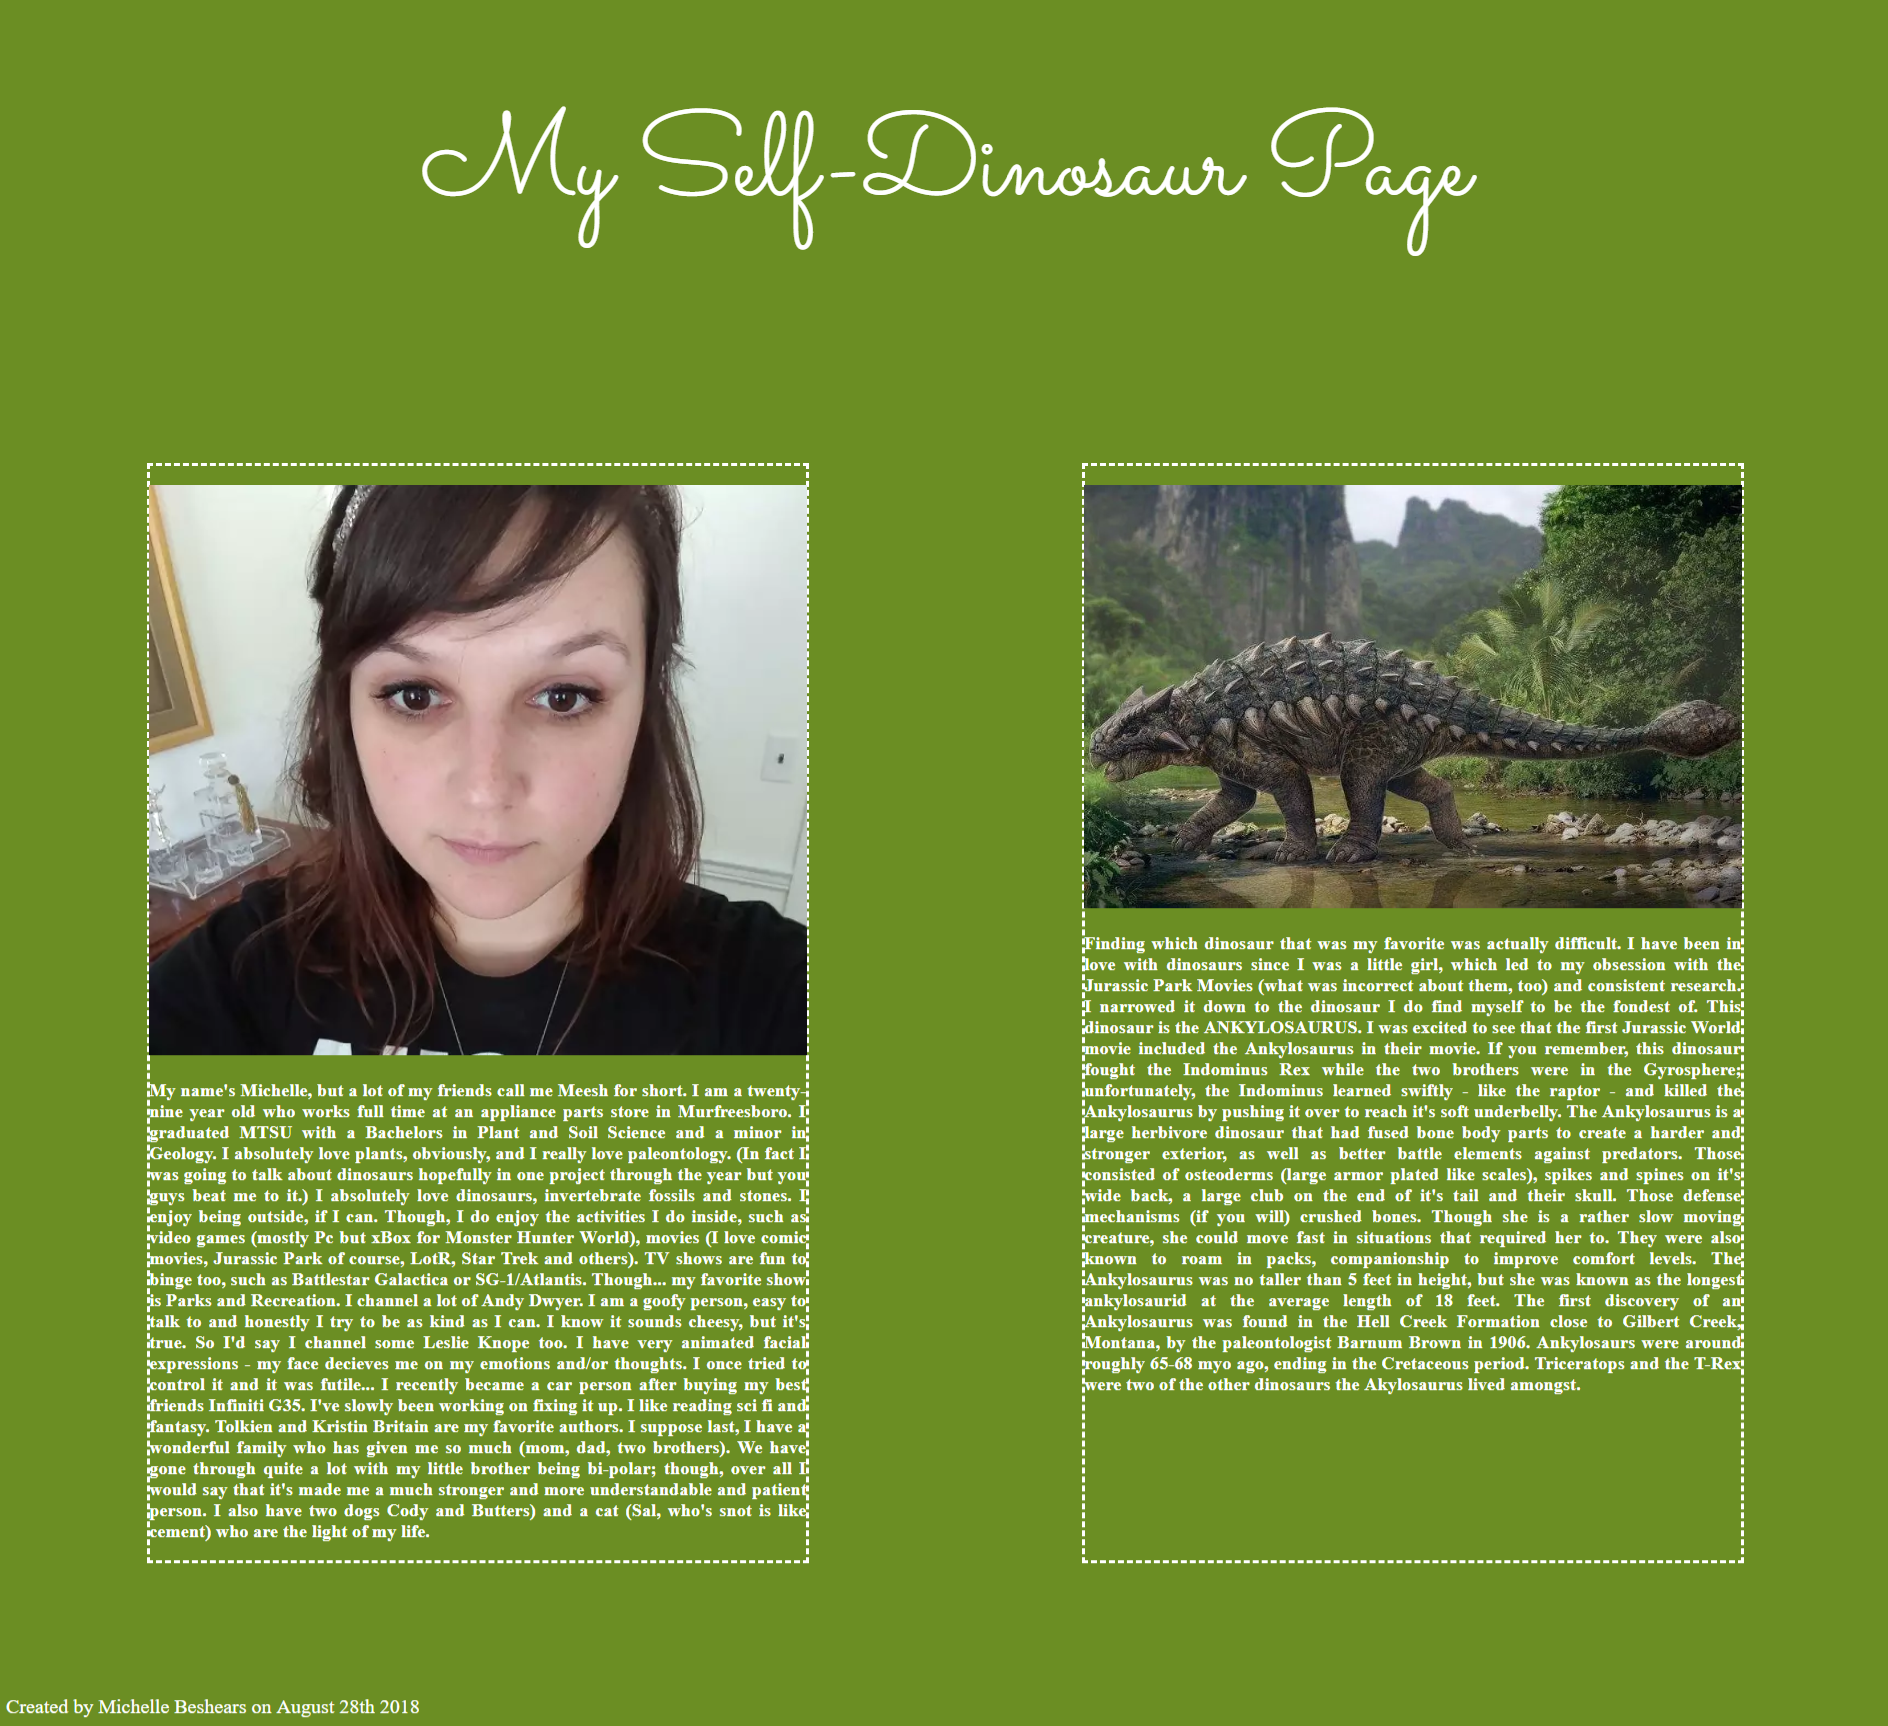 My Self-Dinosaur Page
My name's Michelle, but a lot of my friends call me Meesh for short. I am a twenty-
nine year old who works full time at an appliance parts store in Murfreesboro. I
graduated MTSU with a Bachelors in Plant and Soil Science and a minor in
Geology. I absolutely love plants, obviously, and I really love paleontology. (In fact I
was going to talk about dinosaurs hopefully in one project through the year but you
guys beat me to it.) I absolutely love dinosaurs, invertebrate fossils and stones. I
enjoy being outside, if I can. Though, I do enjoy the activities I do inside, such as
video games (mostly Pc but xBox for Monster Hunter World), movies (I love comic
movies, Jurassic Park of course, LotR, Star Trek and others). TV shows are fun to
binge too, such as Battlestar Galactica or SG-1/Atlantis. Though... my favorite show
is Parks and Recreation. I channel a lot of Andy Dwyer. I am a goofy person, easy to
talk to and honestly I try to be as kind as I can. I know it sounds cheesy, but it's
true. So I'd say I channel some Leslie Knope too. I have very animated facial
expressions - my face decieves me on my emotions and/or thoughts. I once tried to
control it and it was futile... I recently became a car person after buying my best
friends Infiniti G35. I've slowly been working on fixing it up. I like reading sci fi and
fantasy. Tolkien and Kristin Britain are my favorite authors. I suppose last, I have a
wonderful family who has given me so much (mom, dad, two brothers). We have
gone through quite a lot with my little brother being bi-polar; though, over all I
would say that it's made me a much stronger and more understandable and patient
person. I also have two dogs Cody and Butters) and a cat (Sal, who's snot is like
cement) who are the light of my life.
Finding which dinosaur that was my favorite was actually difficult. I have been in
love with dinosaurs since I was a little girl, which led to my obsession with the
Jurassic Park Movies (what was incorrect about them, too) and consistent research.
I narrowed it down to the dinosaur I do find myself to be the fondest of. This
dinosaur is the ANKYLOSAURUS. I was excited to see that the first Jurassic World
movie included the Ankylosaurus in their movie. If you remember, this dinosaur
fought the Indominus Rex while the two brothers were in the Gyrosphere;
unfortunately, the Indominus learned swiftly - like the raptor - and killed the
Ankylosaurus by pushing it over to reach it's soft underbelly. The Ankylosaurus is a
large herbivore dinosaur that had fused bone body parts to create a harder and
stronger exterior, as well as better battle elements against predators. Those
consisted of osteoderms (large armor plated like scales), spikes and spines on it's
wide back, a large club on the end of it's tail and their skull. Those defense
mechanisms (if you will) crushed bones. Though she is a rather slow moving
creature, she could move fast in situations that required her to. They were also
known to roam in packs, companionship to improve comfort levels. The
Ankylosaurus was no taller than 5 feet in height, but she was known as the longest
ankylosaurid at the average length of 18 feet. The first discovery of an
Ankylosaurus was found in the Hell Creek Formation close to Gilbert Creek,
Montana, by the paleontologist Barnum Brown in 1906. Ankylosaurs were around
roughly 65-68 myo ago, ending in the Cretaceous period. Triceratops and the T-Rex
were two of the other dinosaurs the Akylosaurus lived amongst.
Created by Michelle Beshears on August 28th 2018